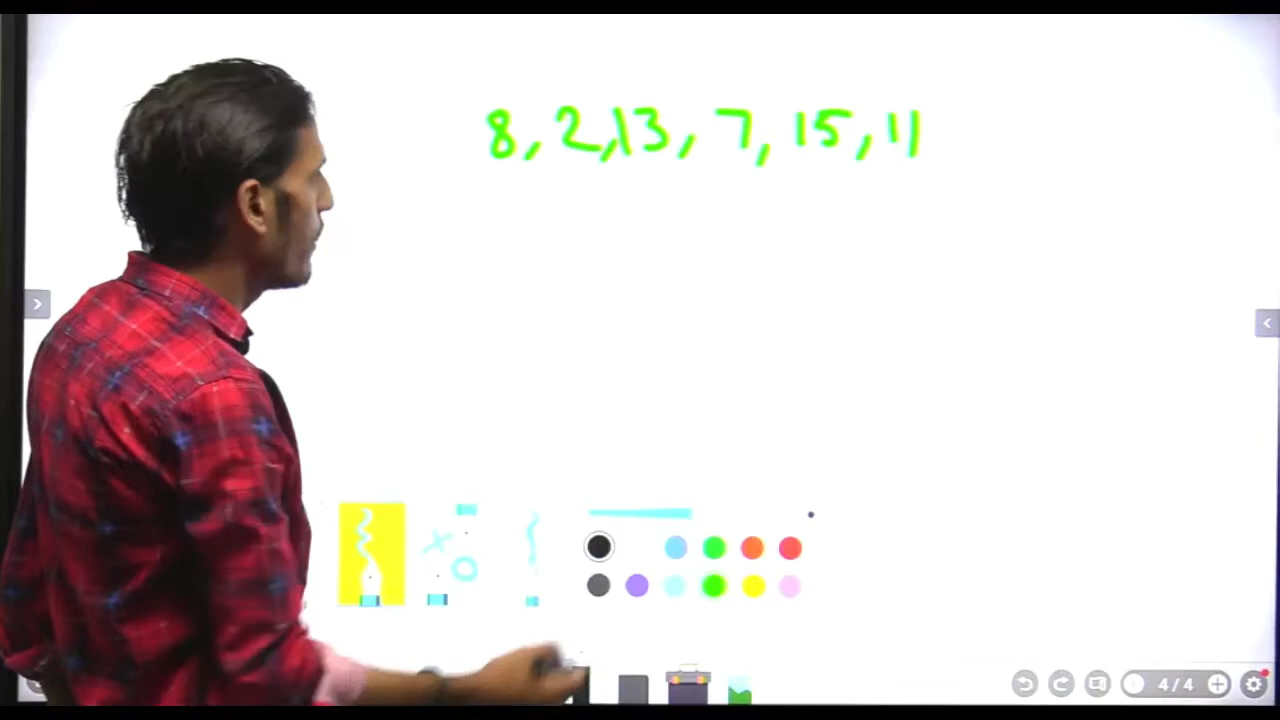 8, 2, 13, 7, 15, 11
4/4